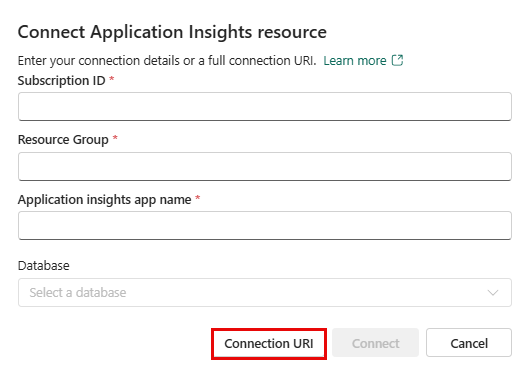 Connect Application Insights resource
Enter your connection details or a full connection URI. Learn more
Subscription ID *
Resource Group *
Application insights app name *
Database
Select a database
Connection URI Connect Cancel